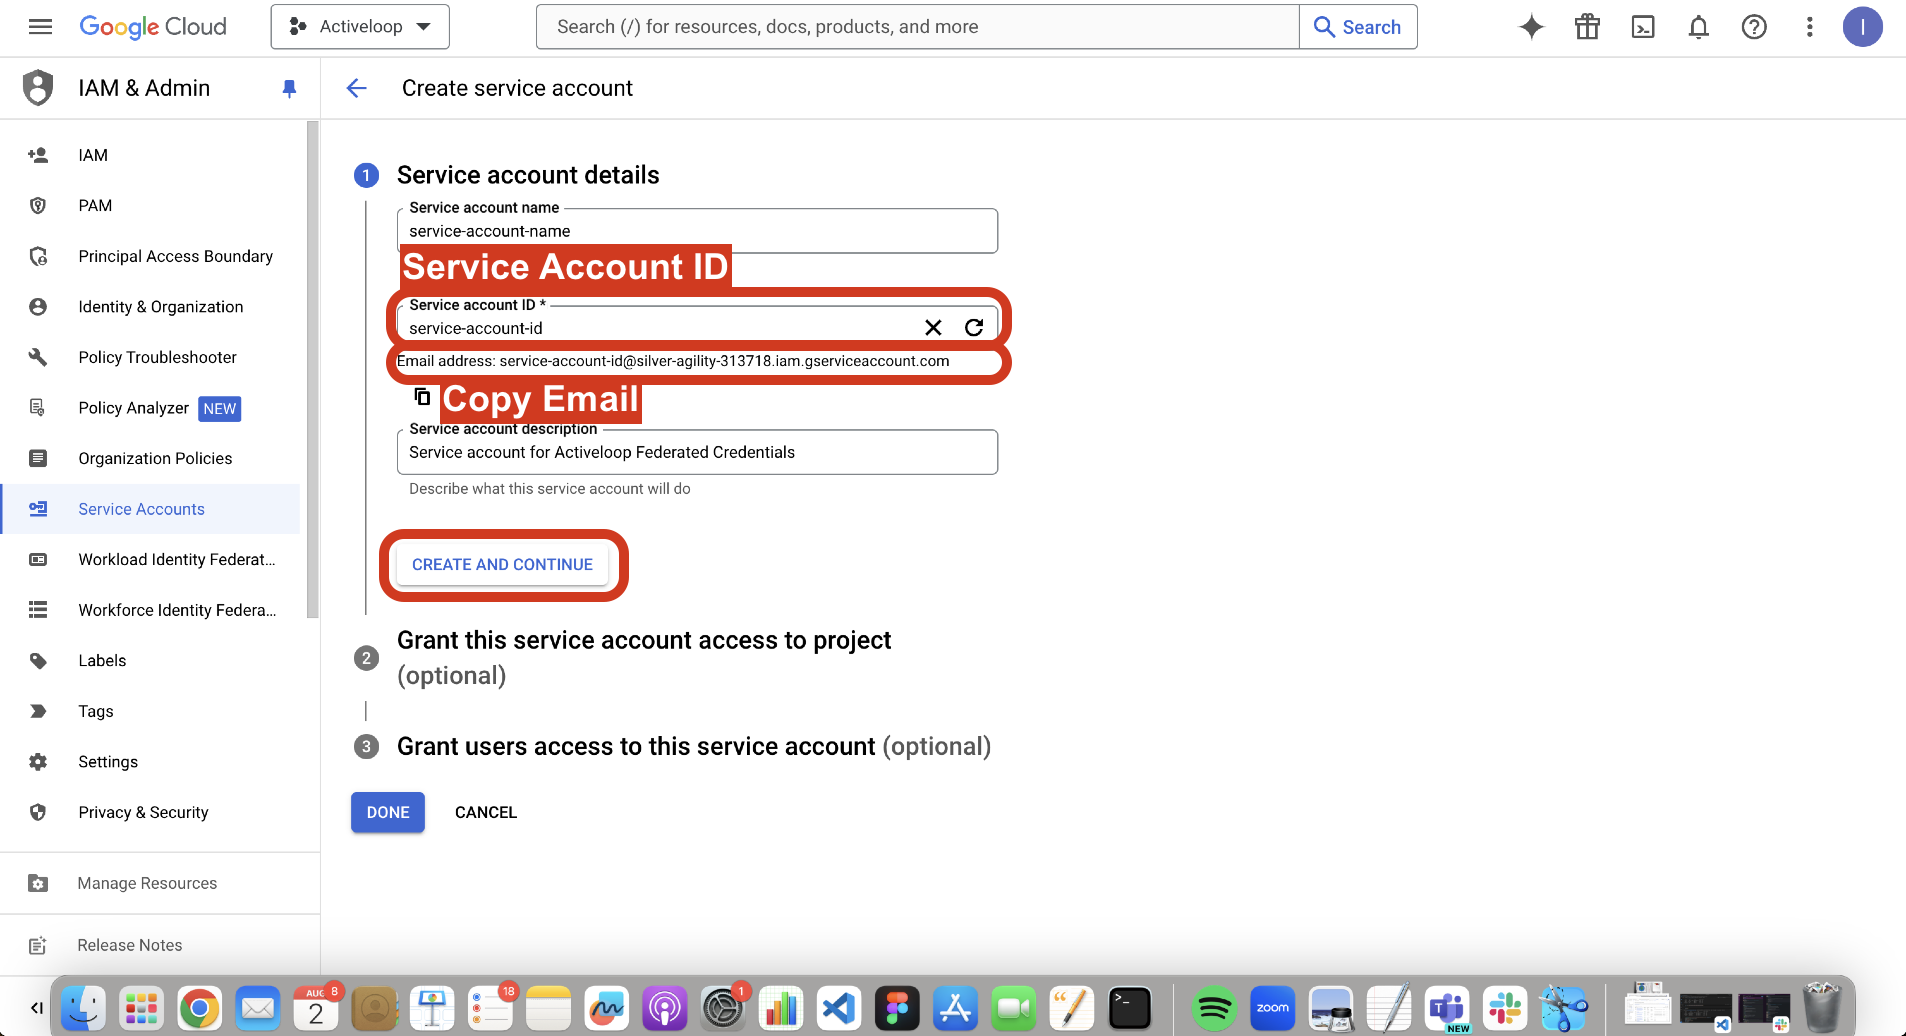 Google Cloud
Activeloop
Search (/) for resources, docs, products, and more
Search
I
IAM & Admin
Create service account
IAM
PAM
Principal Access Boundary
Identity & Organization
Policy Troubleshooter
Policy Analyzer NEW
Organization Policies
Service Accounts
Workload Identity Federat...
Workforce Identity Federa...
Labels
Tags
Settings
Privacy & Security
Manage Resources
Release Notes
1 Service account details
Service account name
service-account-name
Service Account ID
Service account ID *
service-account-id
Email address: service-account-id@silver-agility-313718.iam.gserviceaccount.com
Copy Email
Service account description
Service account for Activeloop Federated Credentials
Describe what this service account will do
CREATE AND CONTINUE
2 Grant this service account access to project
(optional)
3 Grant users access to this service account (optional)
DONE
CANCEL
AUG
2
8
18
1
>_
zoom
T
NEW